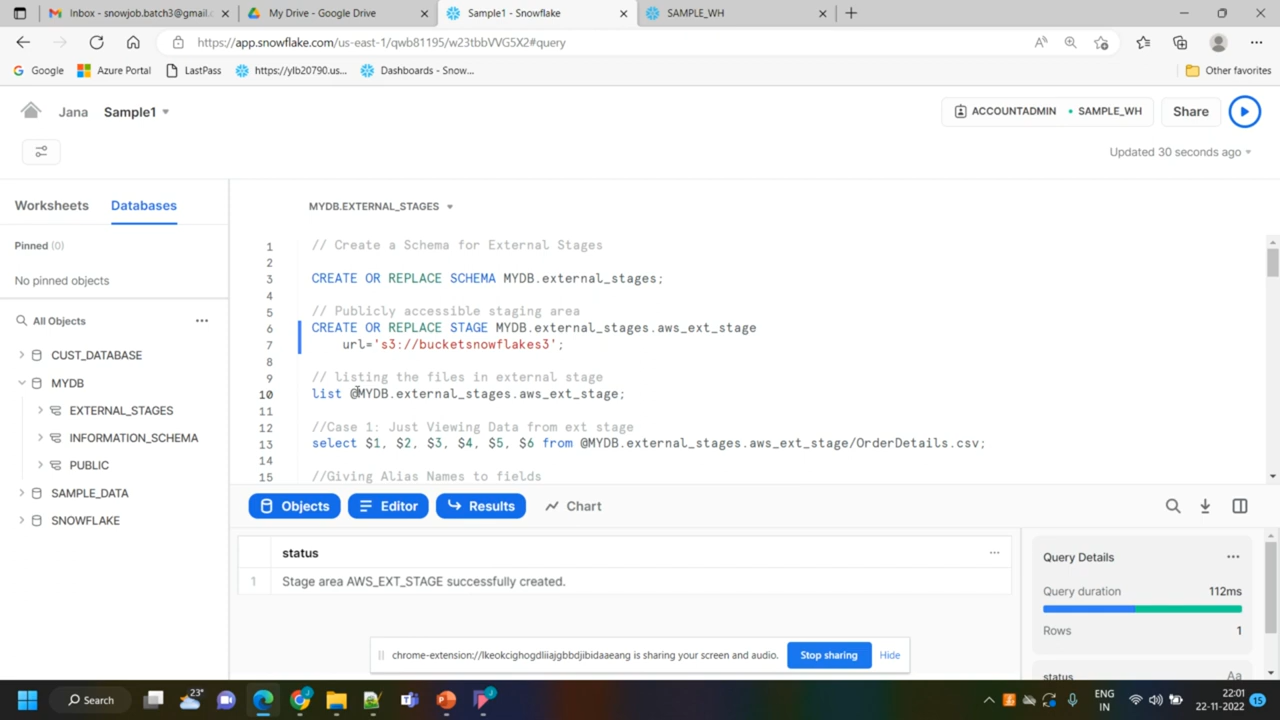 Inbox - snowjob.batch3@gmail.c
My Drive - Google Drive
Sample1 - Snowflake
SAMPLE_WH
https://app.snowflake.com/us-east-1/qwb81195/w23tbbVVG5X2#query
Google
Azure Portal
LastPass
https://ylb20790.us...
Dashboards - Snow...
Other favorites
Jana
Sample1
ACCOUNTADMIN
SAMPLE_WH
Share
Updated 30 seconds ago
Worksheets
Databases
Pinned (0)
No pinned objects
All Objects
CUST_DATABASE
MYDB
EXTERNAL_STAGES
INFORMATION_SCHEMA
PUBLIC
SAMPLE_DATA
SNOWFLAKE
MYDB.EXTERNAL_STAGES
1 // Create a Schema for External Stages
2
3 CREATE OR REPLACE SCHEMA MYDB.external_stages;
4
5 // Publicly accessible staging area
6 CREATE OR REPLACE STAGE MYDB.external_stages.aws_ext_stage
7 url='s3://bucketsnowflakes3';
8
9 // listing the files in external stage
10 list @MYDB.external_stages.aws_ext_stage;
11
12 //Case 1: Just Viewing Data from ext stage
13 select $1, $2, $3, $4, $5, $6 from @MYDB.external_stages.aws_ext_stage/OrderDetails.csv;
14
15 //Giving Alias Names to fields
Objects
Editor
Results
Chart
status
1 Stage area AWS_EXT_STAGE successfully created.
Query Details
Query duration 112ms
Rows 1
status Aa
chrome-extension://lkeokcighogdliiajgbbdjibidaaeang is sharing your screen and audio.
Stop sharing
Hide
Search
23°
ENG
IN
22:01
22-11-2022
15